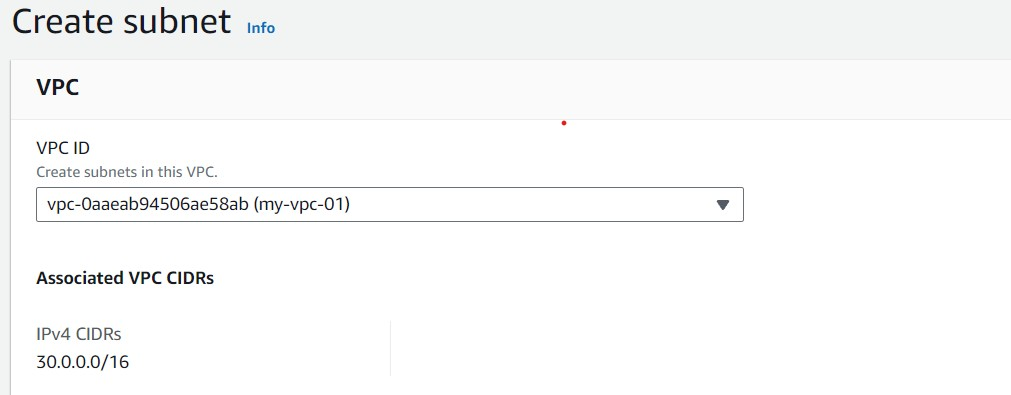 Create subnet Info
VPC
VPC ID
Create subnets in this VPC.
vpc-0aaeab94506ae58ab (my-vpc-01)
Associated VPC CIDRs
IPv4 CIDRs
30.0.0.0/16